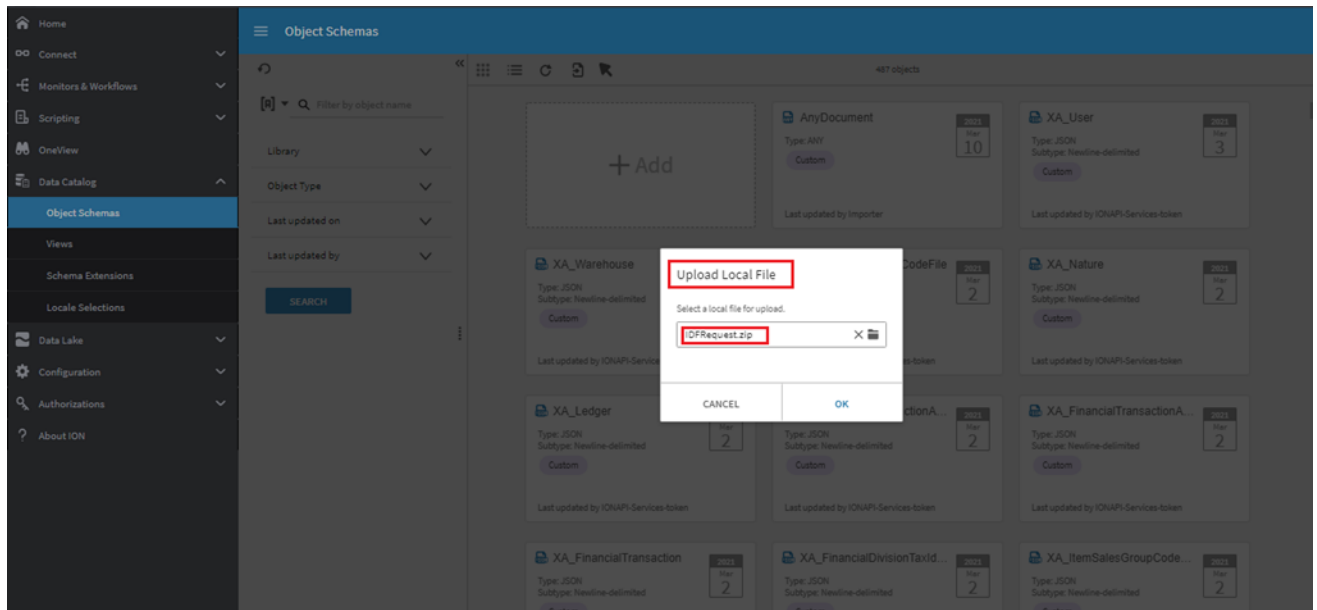 Home
Connect
Monitors & Workflows
Scripting
OneView
Data Catalog
Object Schemas
Views
Schema Extensions
Locale Selections
Data Lake
Configuration
Authorizations
About ION
Object Schemas
Filter by object name
Library
Object Type
Last updated on
Last updated by
SEARCH
487 objects
+ Add
AnyDocument
Type: ANY
Custom
2021
Mar
10
Last updated by Importer
XA_User
Type: JSON
Subtype: Newline-delimited
Custom
2021
Mar
3
Last updated by IONAPI-Services-token
XA_Warehouse
Type: JSON
Subtype: Newline-delimited
Custom
Last updated by IONAPI-Service
CodeFile
2021
Mar
2
es-token
XA_Nature
Type: JSON
Subtype: Newline-delimited
Custom
2021
Mar
2
Last updated by IONAPI-Services-token
Upload Local File
Select a local file for upload.
IDFRequest.zip
CANCEL
OK
XA_Ledger
Type: JSON
Subtype: Newline-delimited
Custom
Mar
2
Last updated by IONAPI-Services-token
ctionA...
Type: JSON
Subtype: Newline-delimited
Custom
2021
Mar
2
Last updated by IONAPI-Services-token
XA_FinancialTransactionA...
Type: JSON
Subtype: Newline-delimited
Custom
2021
Mar
2
Last updated by IONAPI-Services-token
XA_FinancialTransaction
Type: JSON
Subtype: Newline-delimited
2021
Mar
2
XA_FinancialDivisionTaxId...
Type: JSON
Subtype: Newline-delimited
2021
Mar
2
XA_ItemSalesGroupCode...
Type: JSON
Subtype: Newline-delimited
2021
Mar
2